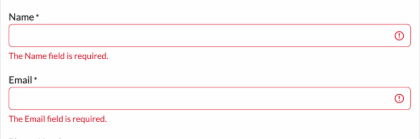 Name *
The Name field is required.
Email *
The Email field is required.